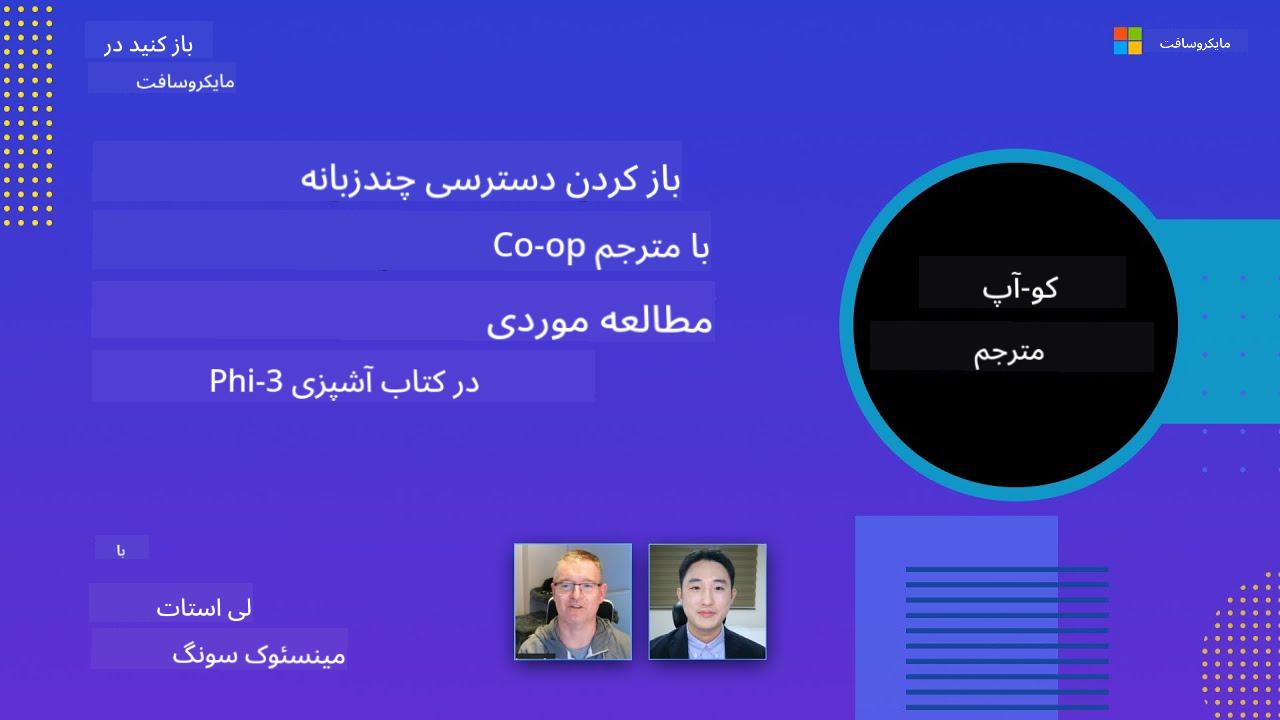 باز کنید در
مایکروسافت
مایکروسافت
باز کردن دسترسی چندزبانه
با مترجم Co-op
مطالعه موردی
در کتاب آشپزی Phi-3
کو-آپ
مترجم
با
لی استات
مینسئوک سونگ